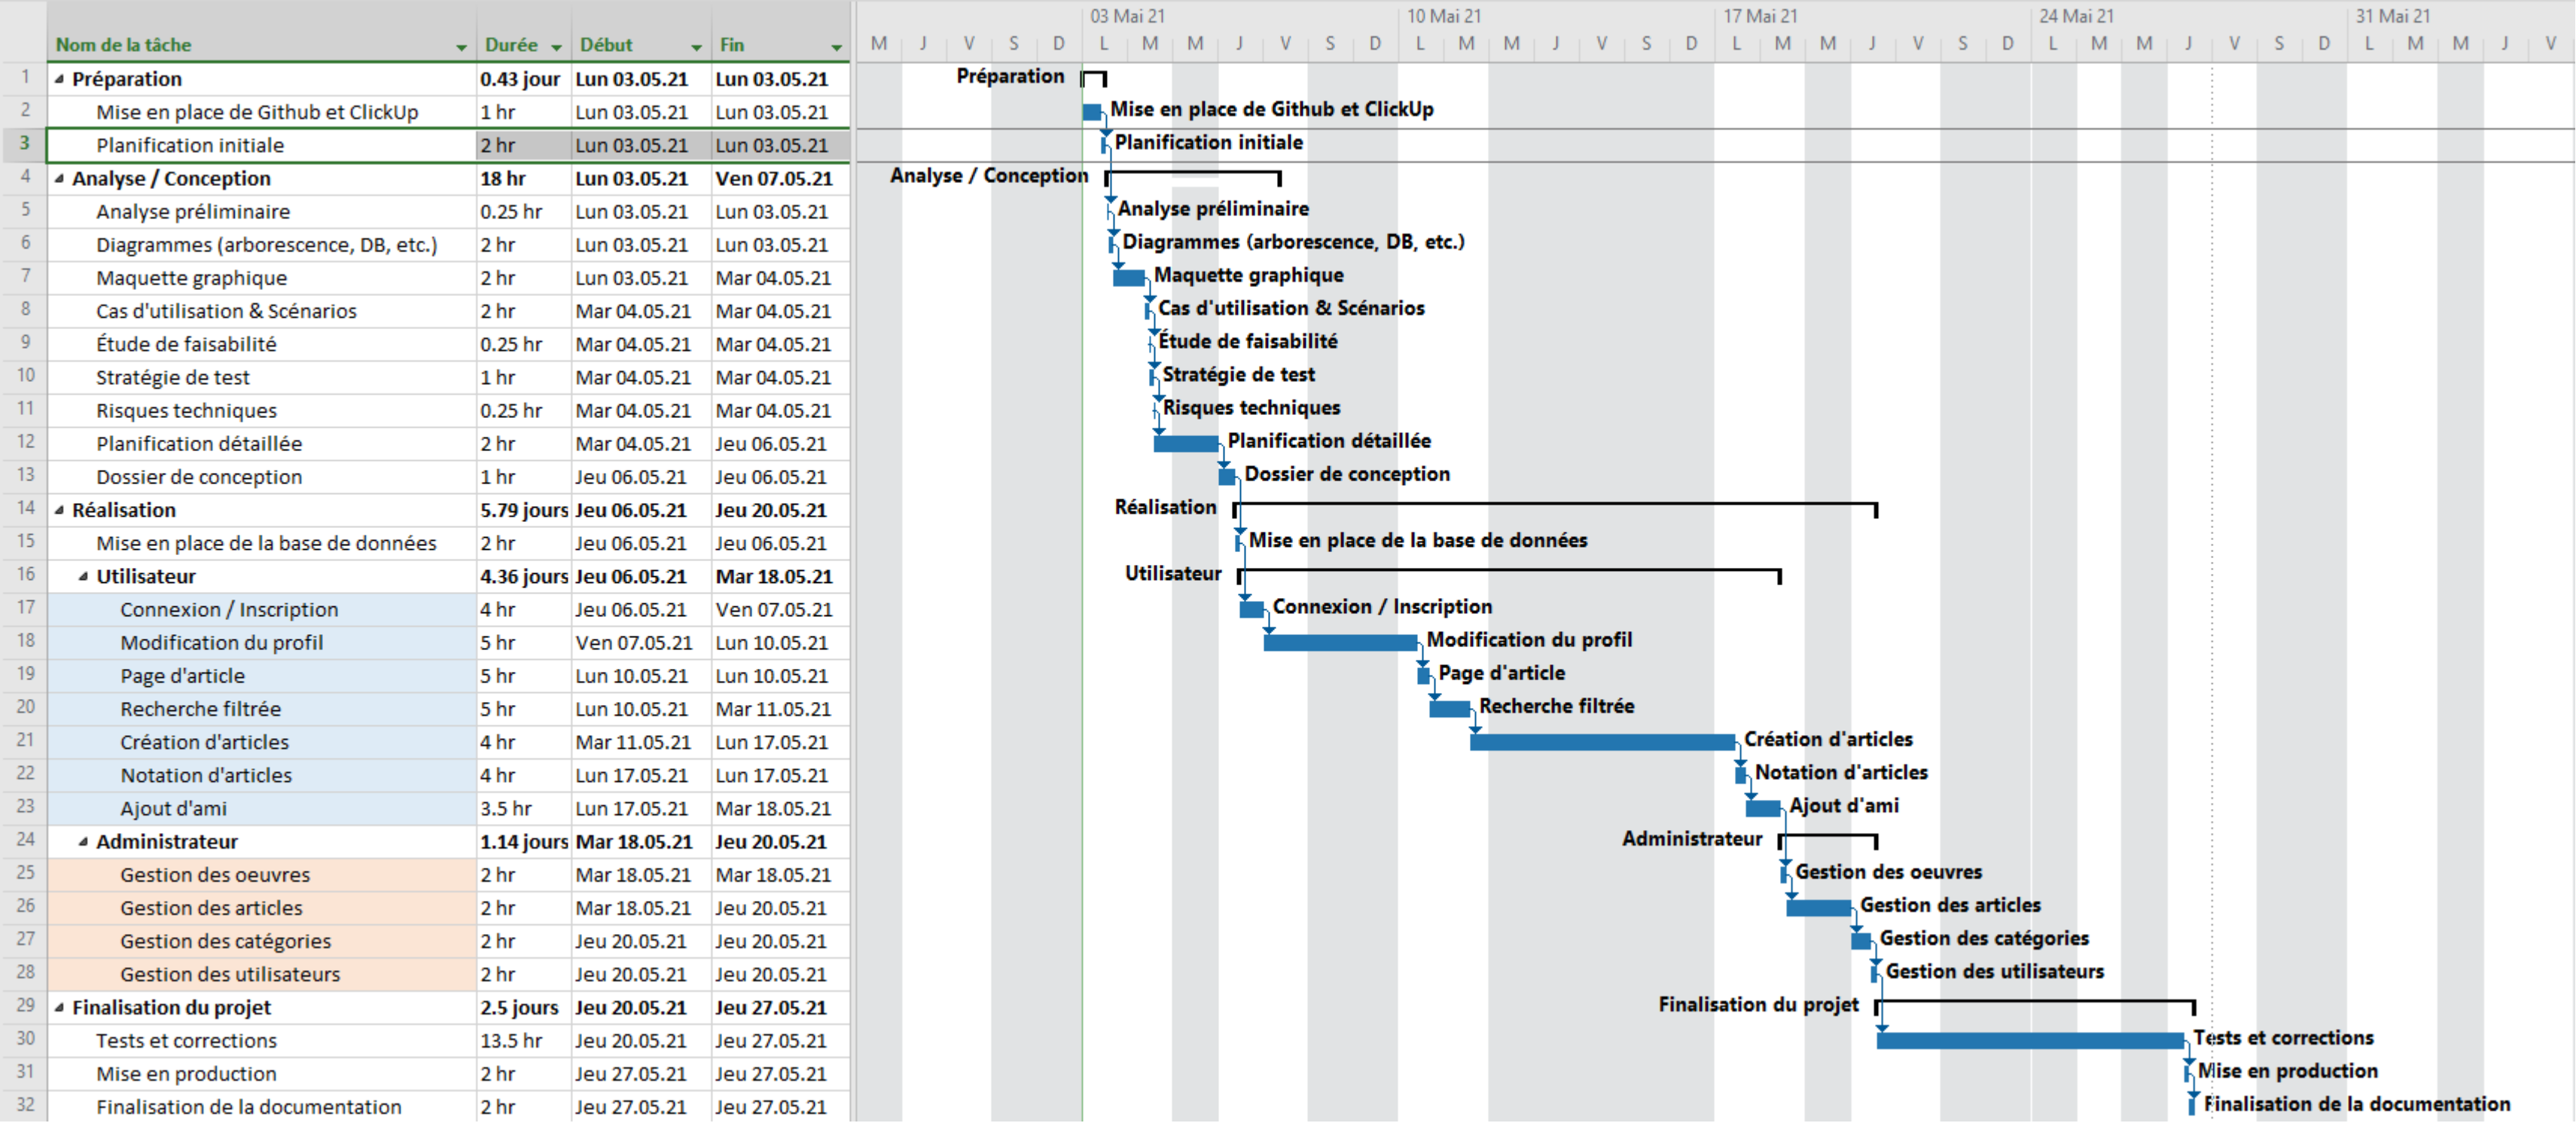 03 Mai 21 10 Mai 21 17 Mai 21 24 Mai 21 31 Mai 21
Nom de la tâche Durée Début Fin M J V S D L M M J V S D L M M J V S D L M M J V S D L M M J V S D L M M J V
1 Préparation 0.43 jour Lun 03.05.21 Lun 03.05.21 Préparation
2 Mise en place de Github et ClickUp 1 hr Lun 03.05.21 Lun 03.05.21 Mise en place de Github et ClickUp
3 Planification initiale 2 hr Lun 03.05.21 Lun 03.05.21 Planification initiale
4 Analyse / Conception 18 hr Lun 03.05.21 Ven 07.05.21 Analyse / Conception
5 Analyse préliminaire 0.25 hr Lun 03.05.21 Lun 03.05.21 Analyse préliminaire
6 Diagrammes (arborescence, DB, etc.) 2 hr Lun 03.05.21 Lun 03.05.21 Diagrammes (arborescence, DB, etc.)
7 Maquette graphique 2 hr Lun 03.05.21 Mar 04.05.21 Maquette graphique
8 Cas d'utilisation & Scénarios 2 hr Mar 04.05.21 Mar 04.05.21 Cas d'utilisation & Scénarios
9 Étude de faisabilité 0.25 hr Mar 04.05.21 Mar 04.05.21 Étude de faisabilité
10 Stratégie de test 1 hr Mar 04.05.21 Mar 04.05.21 Stratégie de test
11 Risques techniques 0.25 hr Mar 04.05.21 Mar 04.05.21 Risques techniques
12 Planification détaillée 2 hr Mar 04.05.21 Jeu 06.05.21 Planification détaillée
13 Dossier de conception 1 hr Jeu 06.05.21 Jeu 06.05.21 Dossier de conception
14 Réalisation 5.79 jours Jeu 06.05.21 Jeu 20.05.21 Réalisation
15 Mise en place de la base de données 2 hr Jeu 06.05.21 Jeu 06.05.21 Mise en place de la base de données
16 Utilisateur 4.36 jours Jeu 06.05.21 Mar 18.05.21 Utilisateur
17 Connexion / Inscription 4 hr Jeu 06.05.21 Ven 07.05.21 Connexion / Inscription
18 Modification du profil 5 hr Ven 07.05.21 Lun 10.05.21 Modification du profil
19 Page d'article 5 hr Lun 10.05.21 Lun 10.05.21 Page d'article
20 Recherche filtrée 5 hr Lun 10.05.21 Mar 11.05.21 Recherche filtrée
21 Création d'articles 4 hr Mar 11.05.21 Lun 17.05.21 Création d'articles
22 Notation d'articles 4 hr Lun 17.05.21 Lun 17.05.21 Notation d'articles
23 Ajout d'ami 3.5 hr Lun 17.05.21 Mar 18.05.21 Ajout d'ami
24 Administrateur 1.14 jours Mar 18.05.21 Jeu 20.05.21 Administrateur
25 Gestion des oeuvres 2 hr Mar 18.05.21 Mar 18.05.21 Gestion des oeuvres
26 Gestion des articles 2 hr Mar 18.05.21 Jeu 20.05.21 Gestion des articles
27 Gestion des catégories 2 hr Jeu 20.05.21 Jeu 20.05.21 Gestion des catégories
28 Gestion des utilisateurs 2 hr Jeu 20.05.21 Jeu 20.05.21 Gestion des utilisateurs
29 Finalisation du projet 2.5 jours Jeu 20.05.21 Jeu 27.05.21 Finalisation du projet
30 Tests et corrections 13.5 hr Jeu 20.05.21 Jeu 27.05.21 Tests et corrections
31 Mise en production 2 hr Jeu 27.05.21 Jeu 27.05.21 Mise en production
32 Finalisation de la documentation 2 hr Jeu 27.05.21 Jeu 27.05.21 Finalisation de la documentation